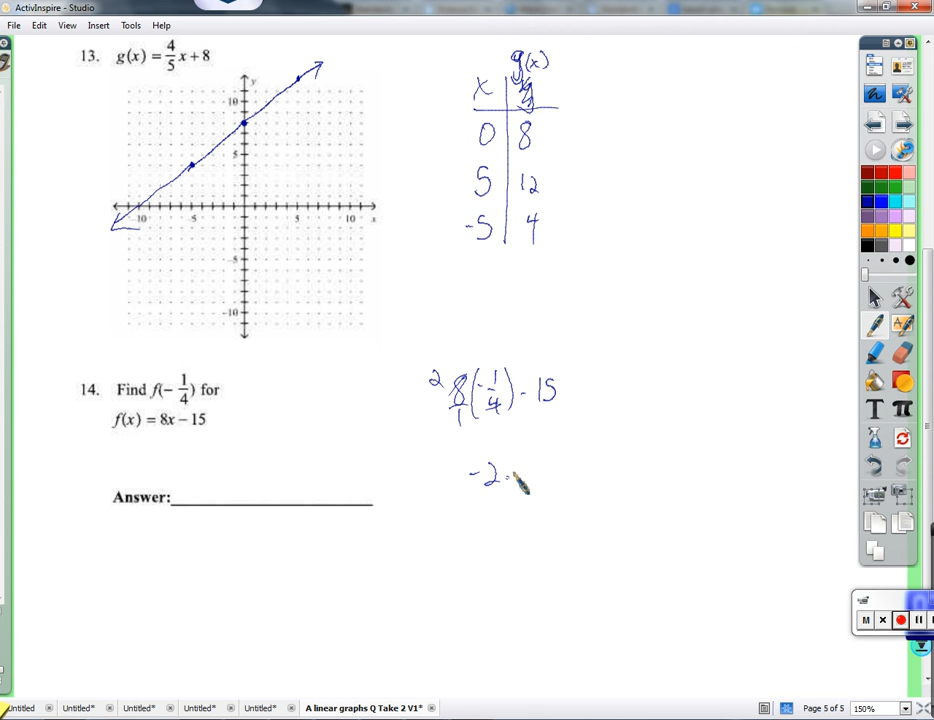 ActivInspire - Studio
File Edit View Insert Tools Help
13. g(x) = 4/5 x + 8
y
10
5
-10 -5 5 10 x
-5
-10
x g(x)
0 8
5 12
-5 4
14. Find f(- 1/4) for
f(x) = 8x - 15
Answer:
2 8/1 (- 1/4) - 15
-2
M
ntitled Untitled* Untitled* Untitled* Untitled* A linear graphs Q Take 2 V1* Page 5 of 5 150%